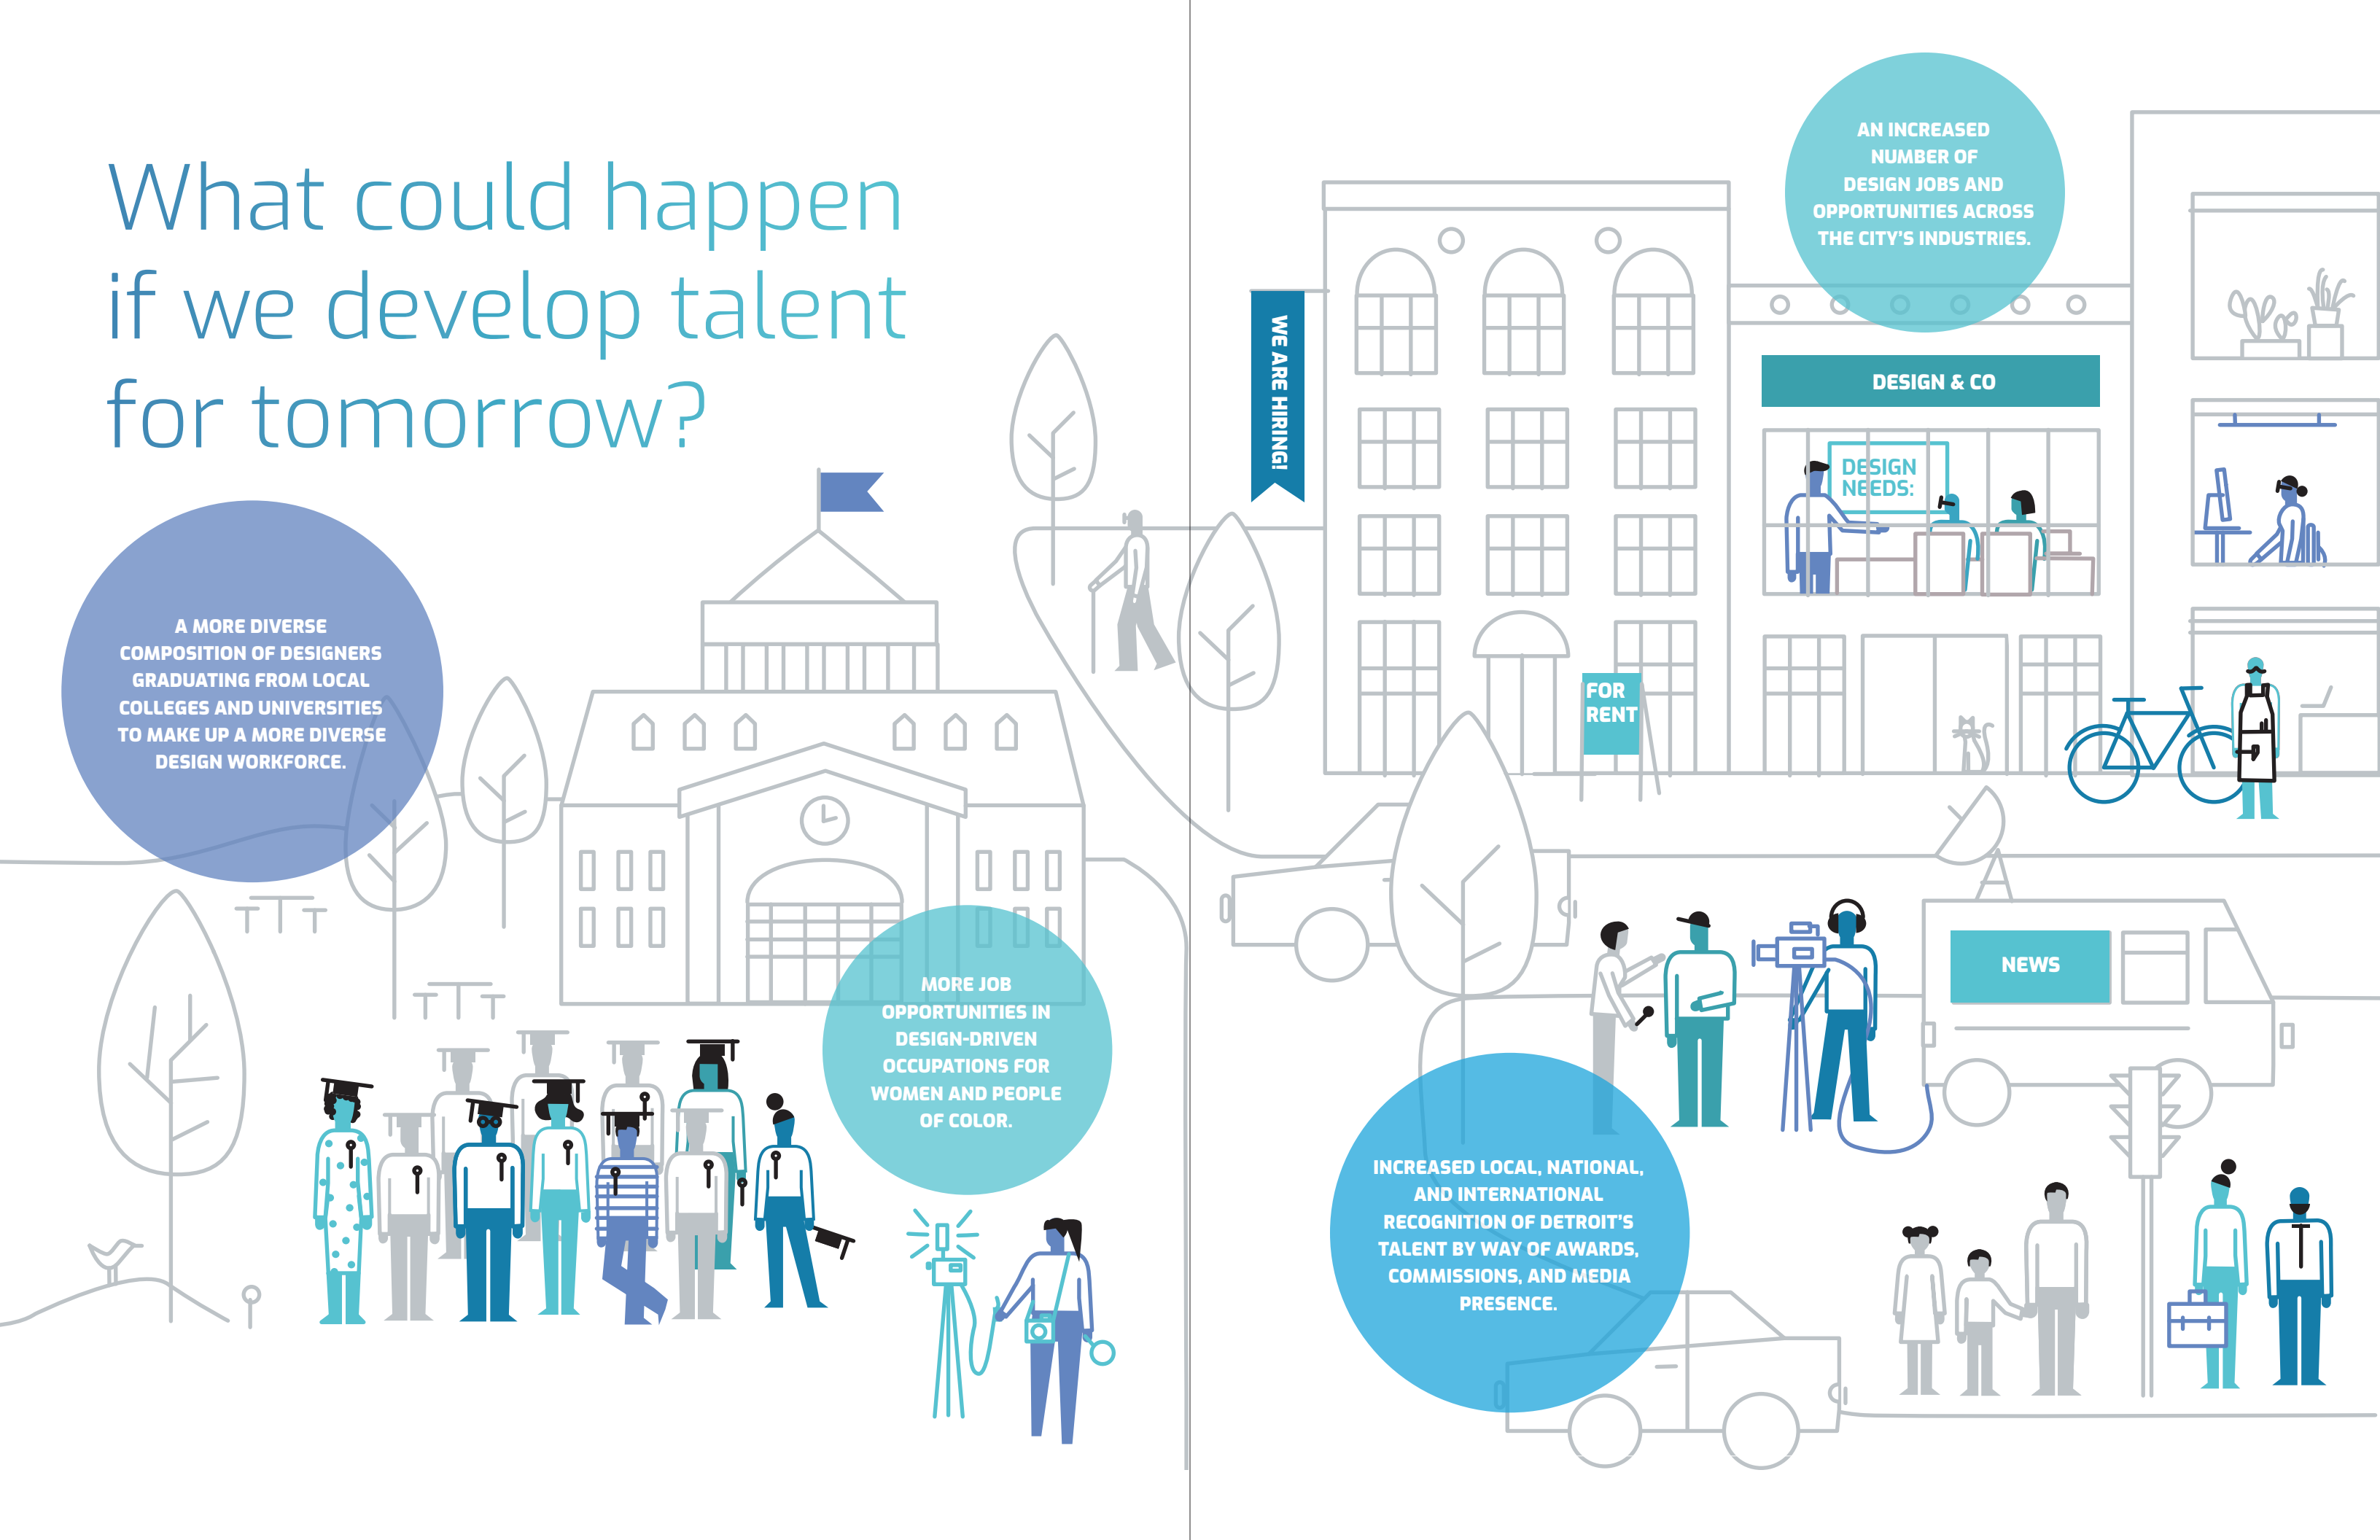 What could happen
if we develop talent
for tomorrow?
A MORE DIVERSE
COMPOSITION OF DESIGNERS
GRADUATING FROM LOCAL
COLLEGES AND UNIVERSITIES
TO MAKE UP A MORE DIVERSE
DESIGN WORKFORCE.
MORE JOB
OPPORTUNITIES IN
DESIGN-DRIVEN
OCCUPATIONS FOR
WOMEN AND PEOPLE
OF COLOR.
AN INCREASED
NUMBER OF
DESIGN JOBS AND
OPPORTUNITIES ACROSS
THE CITY'S INDUSTRIES.
WE ARE HIRING!
DESIGN & CO
DESIGN
NEEDS:
FOR
RENT
NEWS
INCREASED LOCAL, NATIONAL,
AND INTERNATIONAL
RECOGNITION OF DETROIT'S
TALENT BY WAY OF AWARDS,
COMMISSIONS, AND MEDIA
PRESENCE.